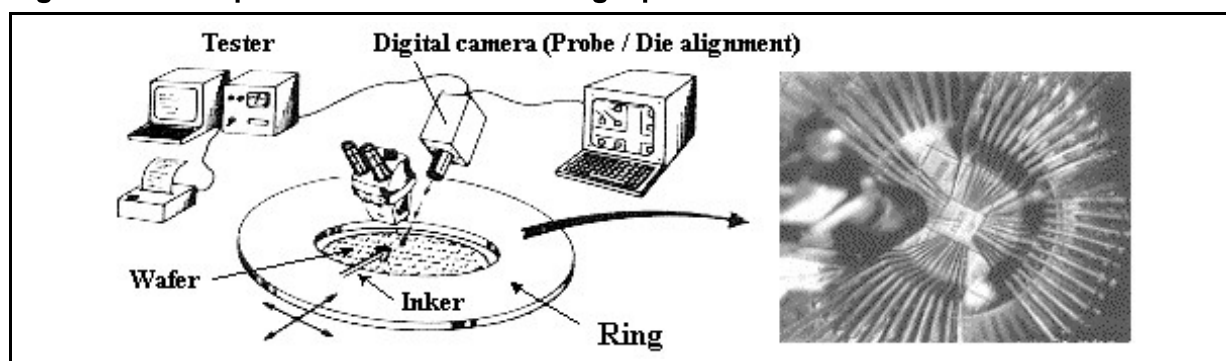 Tester
Digital camera (Probe / Die alignment)
Wafer
Inker
Ring